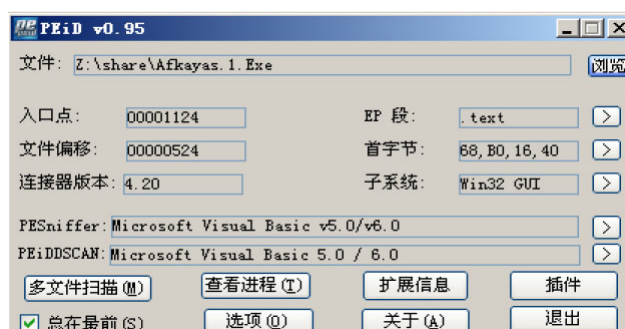 PEiD v0.95
文件: Z:\share\Afkayas.1.Exe 浏览
入口点: 00001124 EP 段: .text >
文件偏移: 00000524 首字节: 68,B0,16,40 >
连接器版本: 4.20 子系统: Win32 GUI >
PESniffer: Microsoft Visual Basic v5.0/v6.0 >
PEiDDSCAN: Microsoft Visual Basic 5.0 / 6.0 >
多文件扫描(M) 查看进程(T) 扩展信息 插件
总在最前(S) 选项(O) 关于(A) 退出